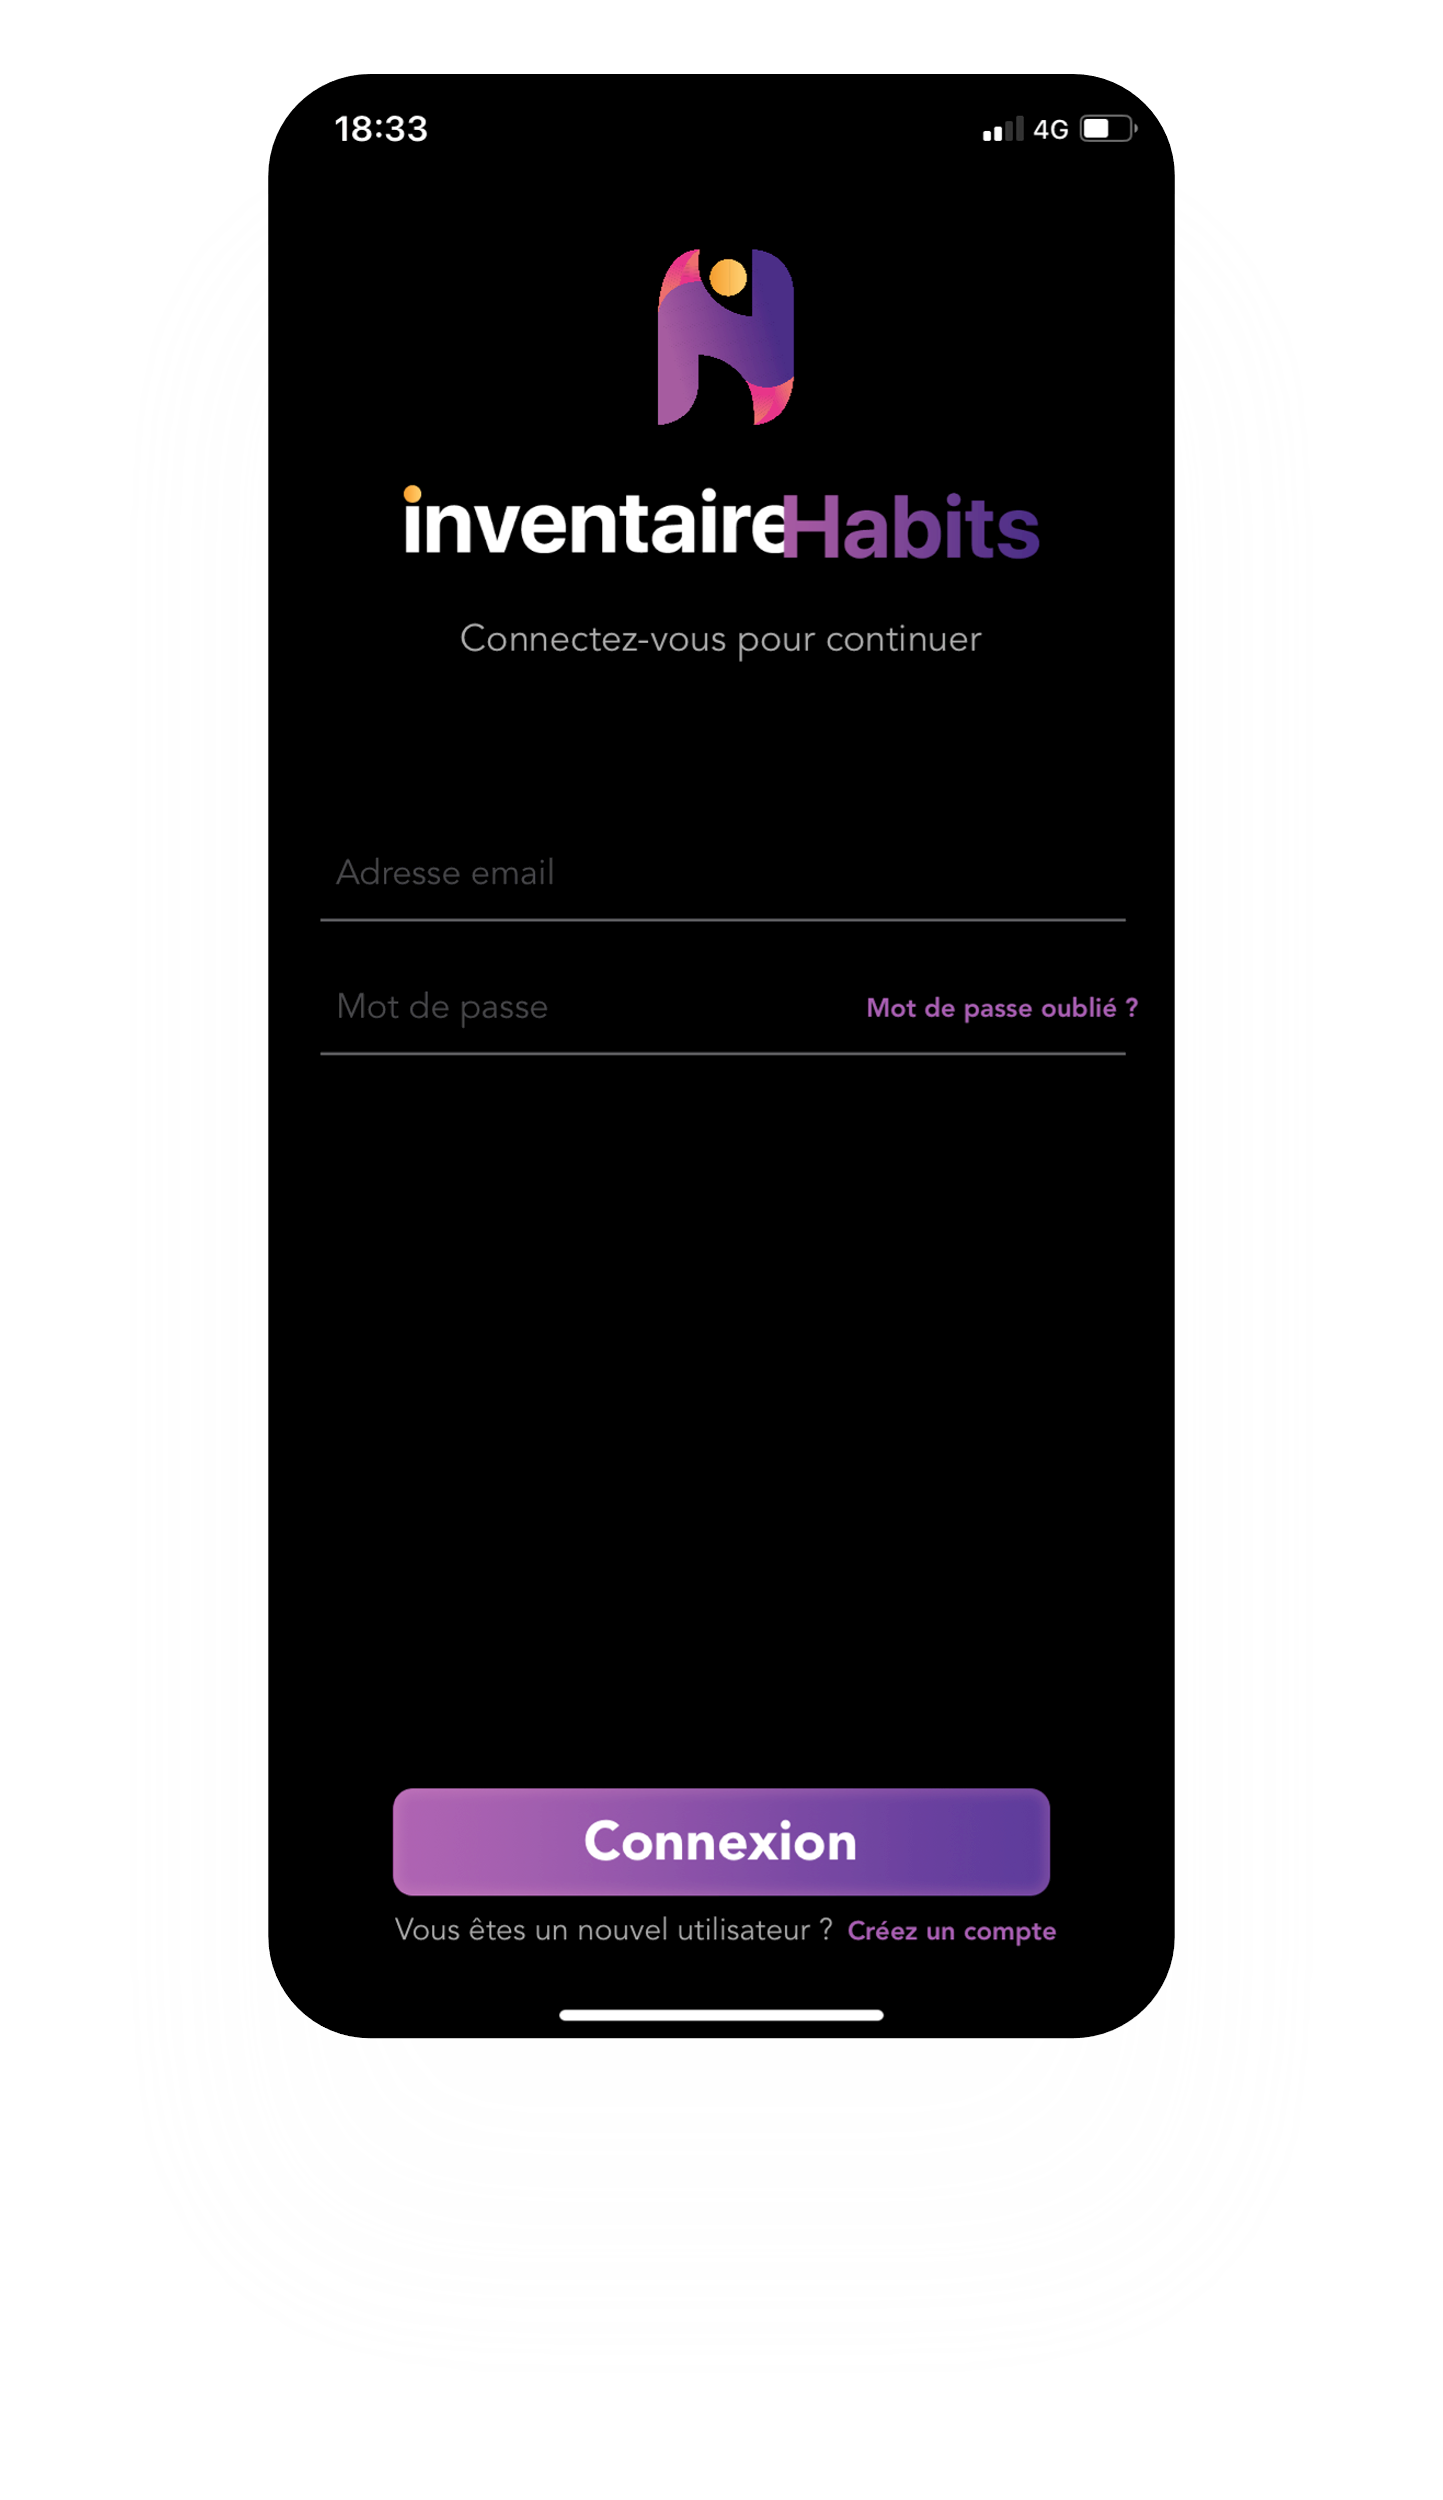 18:33 4G
inventaireHabits
Connectez-vous pour continuer
Adresse email
Mot de passe Mot de passe oublié ?
Connexion
Vous êtes un nouvel utilisateur ? Créez un compte